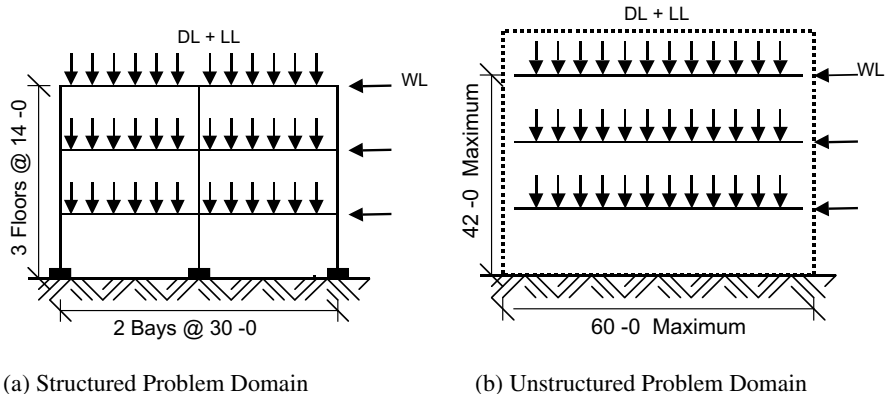 DL + LL
WL
3 Floors @ 14 -0
2 Bays @ 30 -0
(a) Structured Problem Domain
DL + LL
WL
42 -0 Maximum
60 -0 Maximum
(b) Unstructured Problem Domain